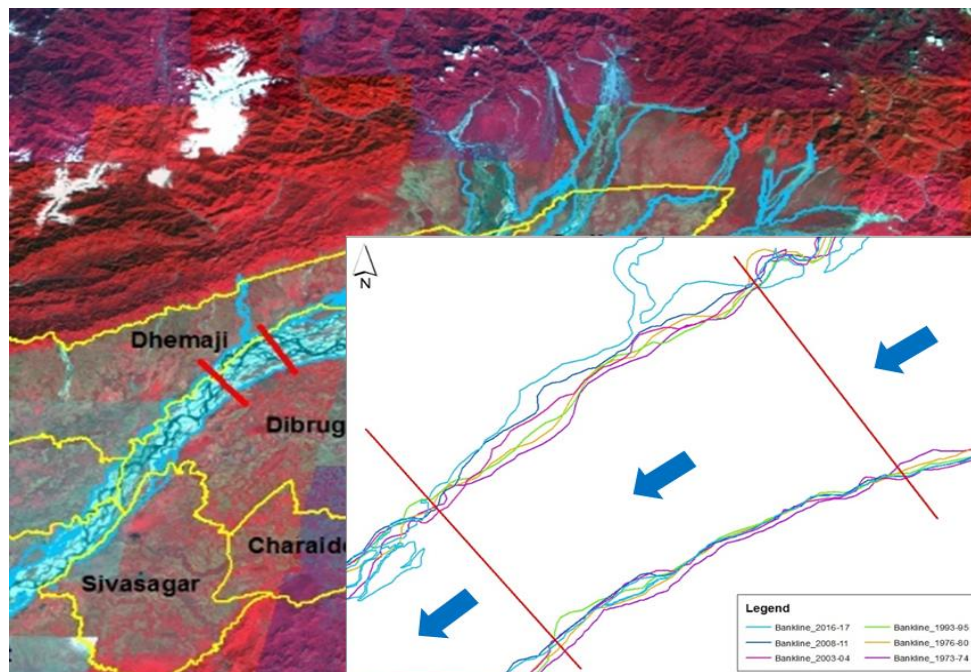 Dhemaji
Dibrug
Charaide
Sivasagar
N
Legend
Bankline_2016-17
Bankline_2008-11
Bankline_2003-04
Bankline_1993-95
Bankline_1976-80
Bankline_1973-74